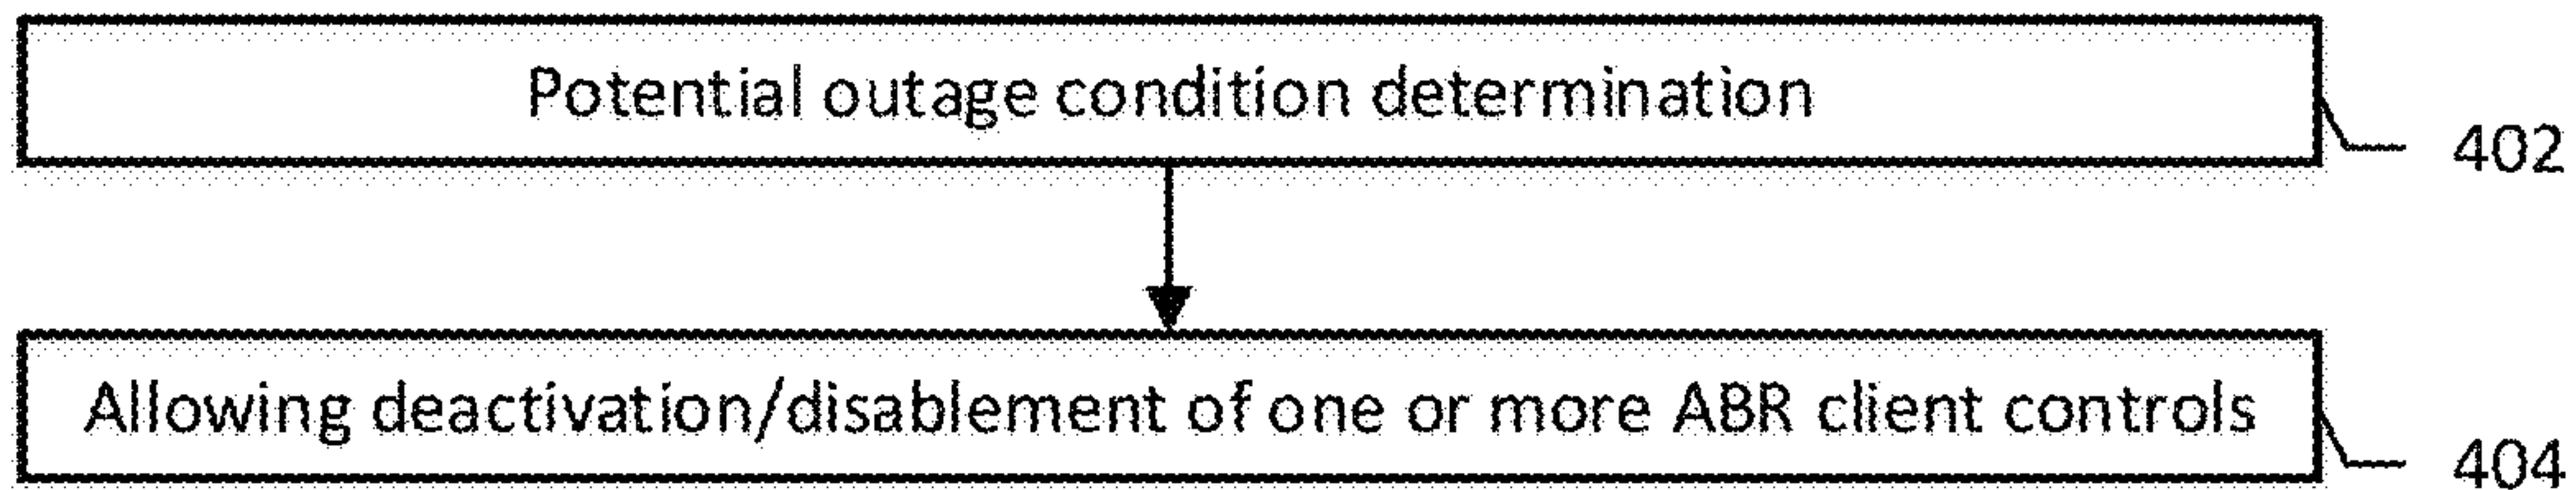 Potential outage condition determination
402
Allowing deactivation/disablement of one or more ABR client controls
404